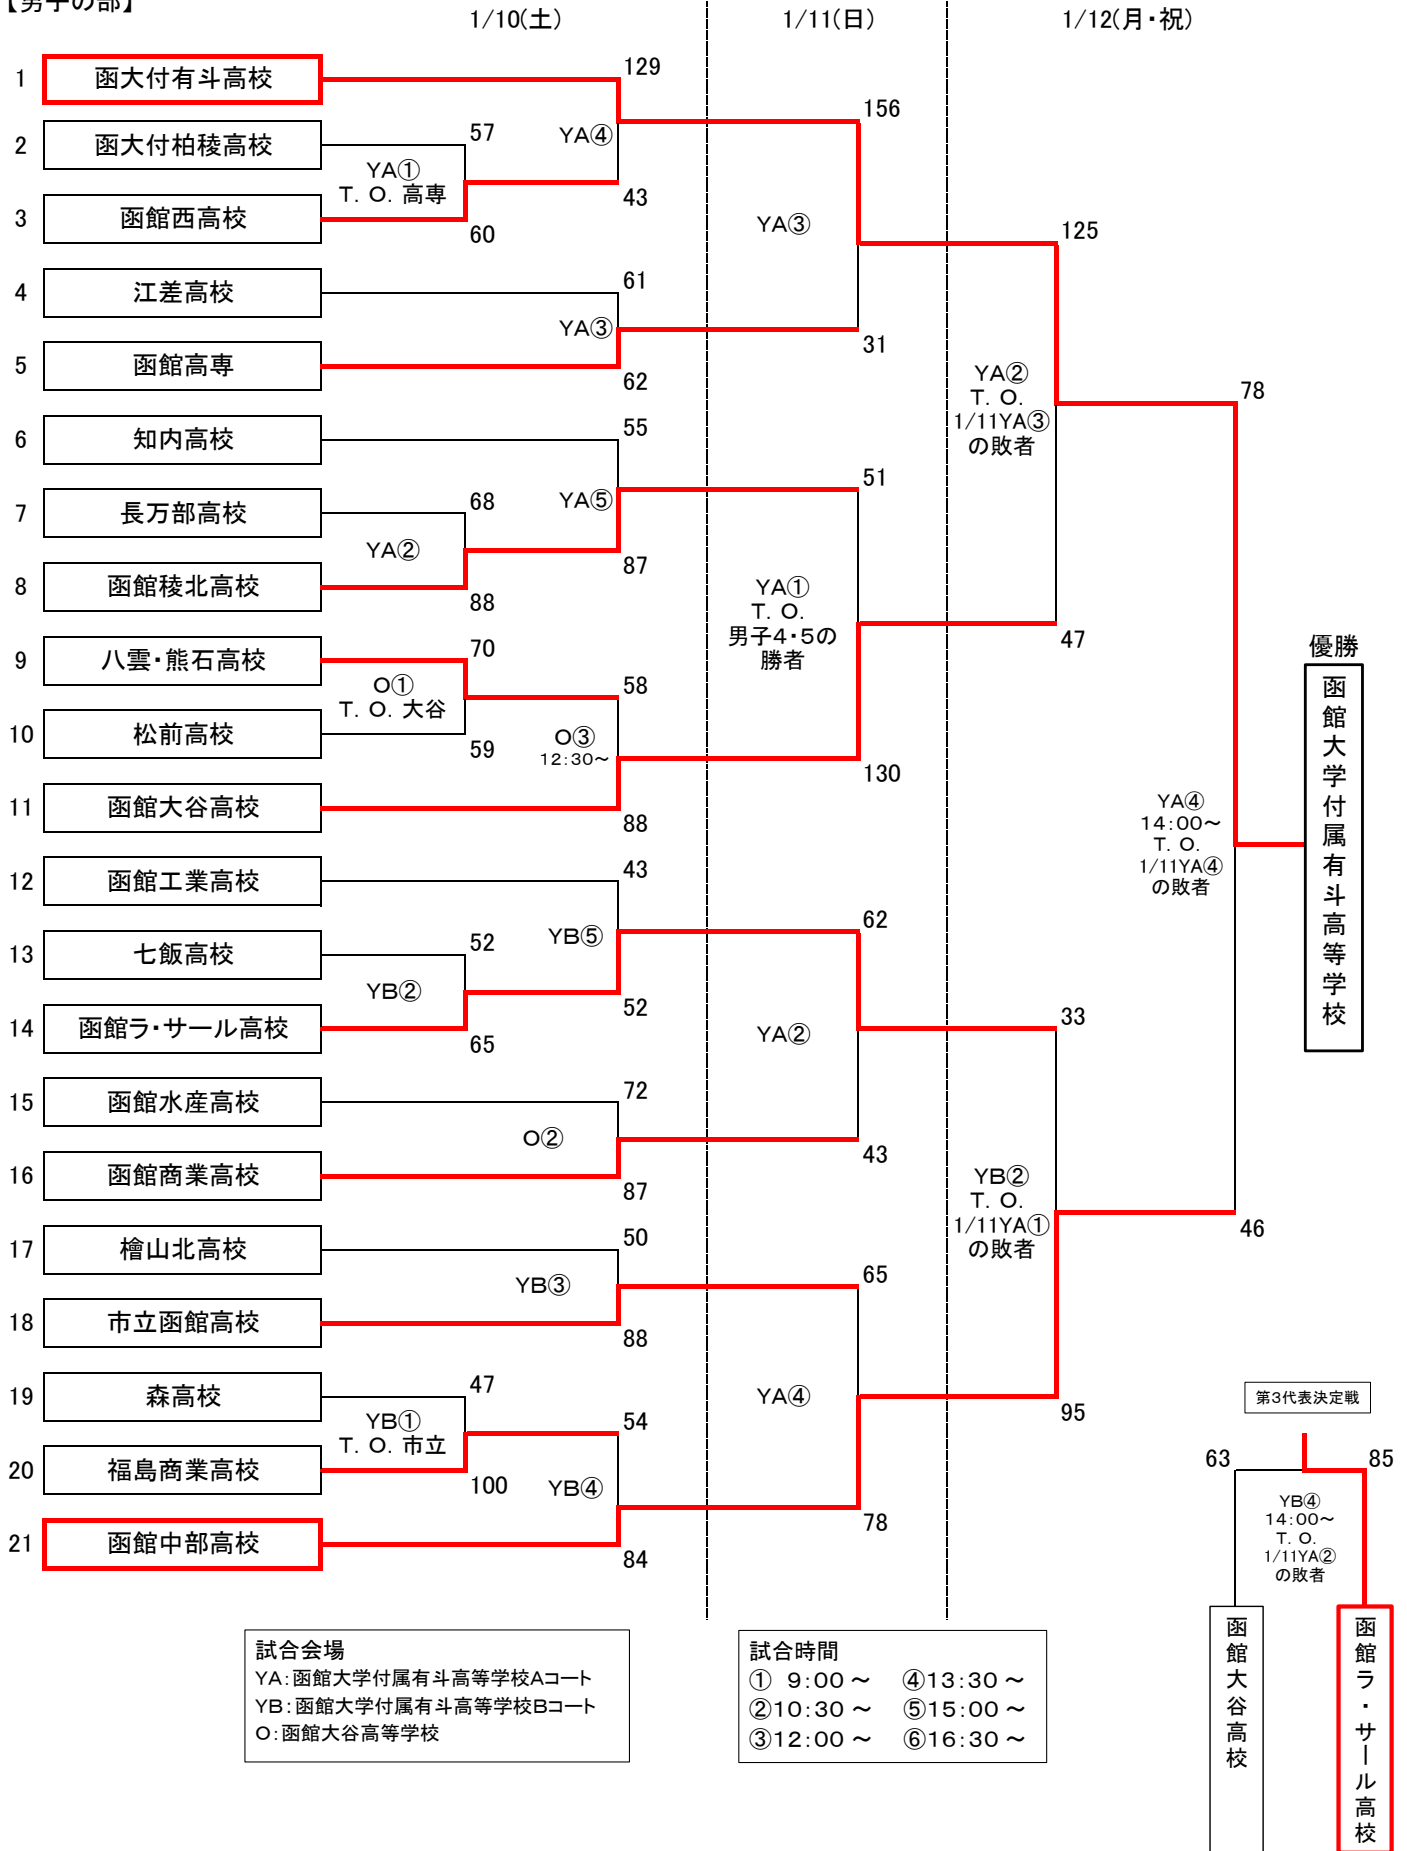 【男子の部】
1/10(土)
1/11(日)
1/12(月・祝)
1
函大付有斗高校
129
156
2
函大付柏稜高校
57
YA④
YA①
T. O. 高専
43
3
函館西高校
60
YA③
125
4
江差高校
61
YA③
5
函館高専
62
31
YA②
T. O.
1/11YA③
の敗者
78
6
知内高校
55
51
7
長万部高校
68
YA⑤
YA②
87
8
函館稜北高校
88
YA①
T. O.
男子4・5の
勝者
47
9
八雲・熊石高校
70
58
O①
T. O. 大谷
10
松前高校
59
O③
12:30～
130
11
函館大谷高校
88
優勝
函館大学付属有斗高等学校
YA④
14:00～
T. O.
1/11YA④
の敗者
12
函館工業高校
43
62
13
七飯高校
52
YB⑤
YB②
52
14
函館ラ・サール高校
65
YA②
33
15
函館水産高校
72
O②
43
16
函館商業高校
87
YB②
T. O.
1/11YA①
の敗者
46
17
檜山北高校
50
65
YB③
18
市立函館高校
88
19
森高校
47
YA④
95
YB①
T. O. 市立
54
20
福島商業高校
100
YB④
78
21
函館中部高校
84
第3代表決定戦
63
85
YB④
14:00～
T. O.
1/11YA②
の敗者
函館大谷高校
函館ラ・サール高校
試合会場
YA:函館大学付属有斗高等学校Aコート
YB:函館大学付属有斗高等学校Bコート
O:函館大谷高等学校
試合時間
① 9:00 ～ ④13:30 ～
②10:30 ～ ⑤15:00 ～
③12:00 ～ ⑥16:30 ～